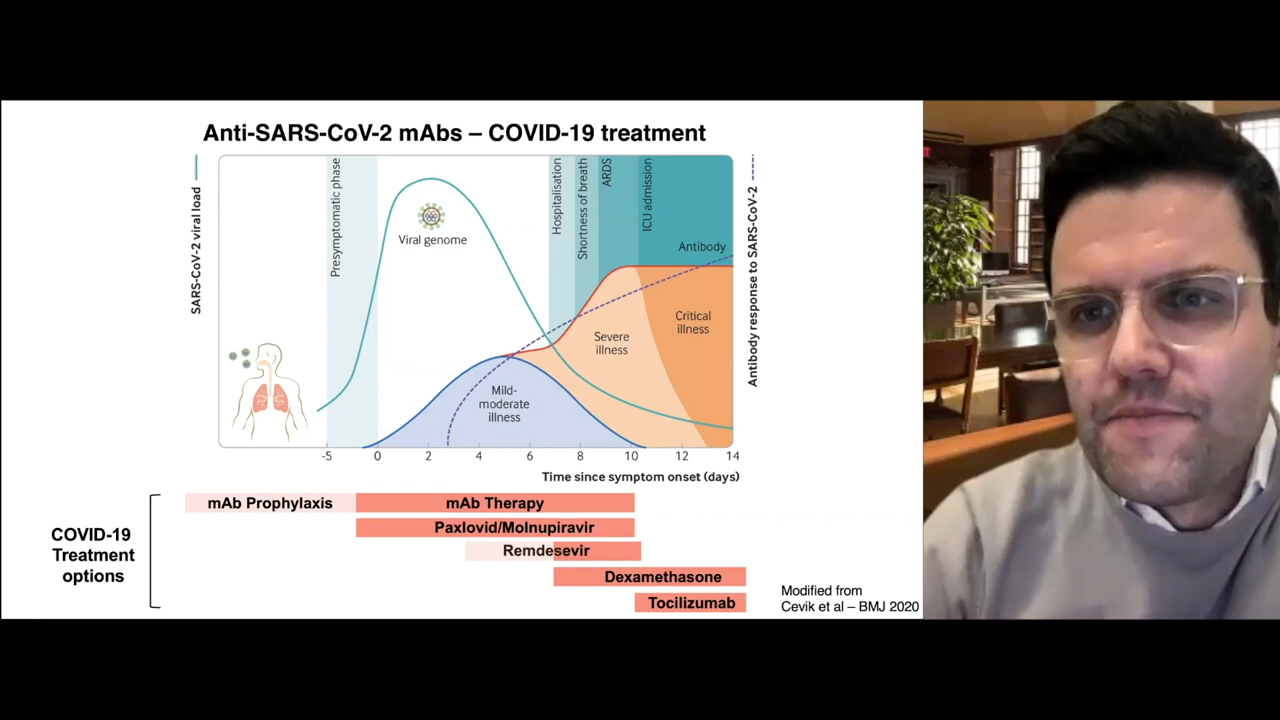 Anti-SARS-CoV-2 mAbs – COVID-19 treatment
SARS-CoV-2 viral load
Presymptomatic phase
Viral genome
Hospitalisation
Shortness of breath
ARDS
ICU admission
Antibody
Antibody response to SARS-CoV-2
Mild-
moderate
illness
Severe
illness
Critical
illness
-5 0 2 4 6 8 10 12 14
Time since symptom onset (days)
COVID-19
Treatment
options
mAb Prophylaxis
mAb Therapy
Paxlovid/Molnupiravir
Remdesevir
Dexamethasone
Tocilizumab
Modified from
Cevik et al – BMJ 2020